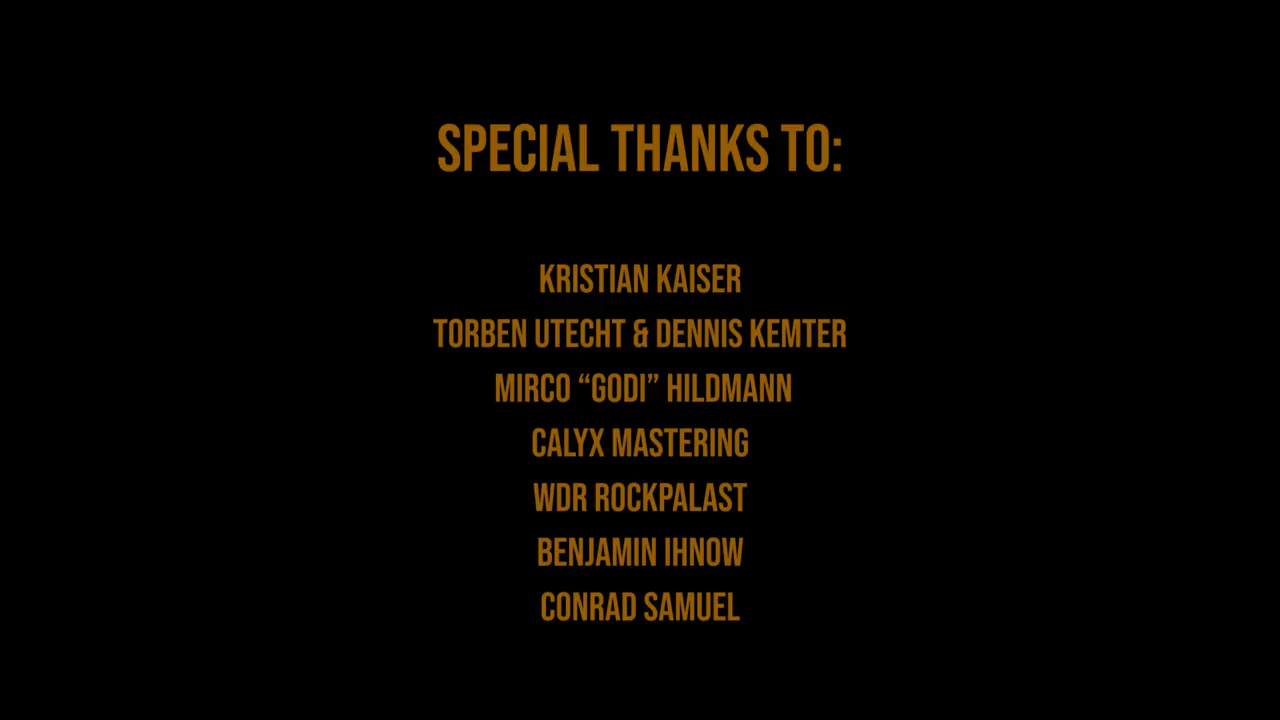 SPECIAL THANKS TO:
KRISTIAN KAISER
TORBEN UTECHT & DENNIS KEMTER
MIRCO “GODI” HILDMANN
CALYX MASTERING
WDR ROCKPALAST
BENJAMIN IHNOW
CONRAD SAMUEL